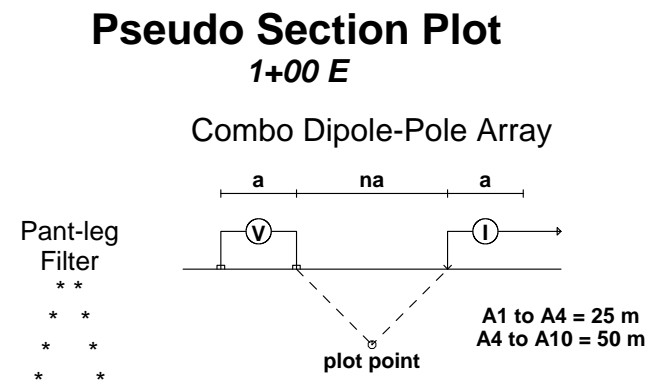 Pseudo Section Plot
1+00 E
Combo Dipole-Pole Array
a na a
V I
Pant-leg
Filter
* *
* *
* *
* *
A1 to A4 = 25 m
A4 to A10 = 50 m
plot point